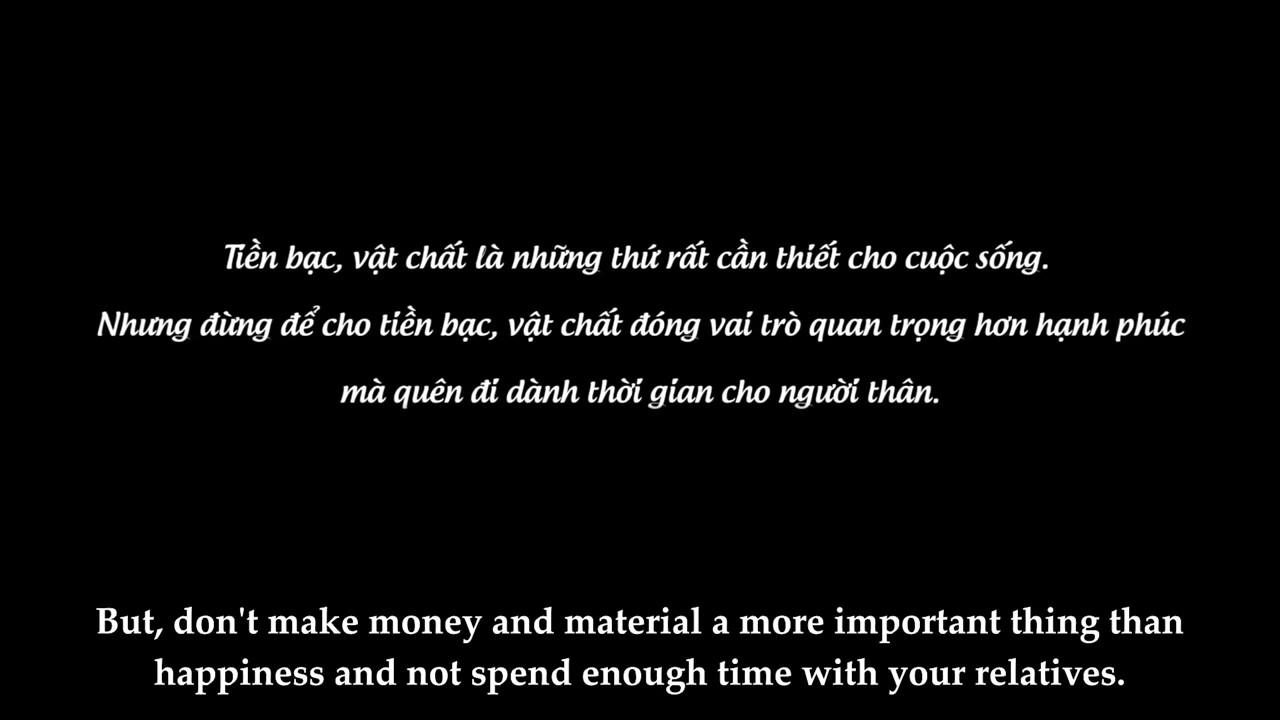 Tiền bạc, vật chất là những thứ rất cần thiết cho cuộc sống.
Nhưng đừng để cho tiền bạc, vật chất đóng vai trò quan trọng hơn hạnh phúc
mà quên đi dành thời gian cho người thân.
But, don't make money and material a more important thing than
happiness and not spend enough time with your relatives.